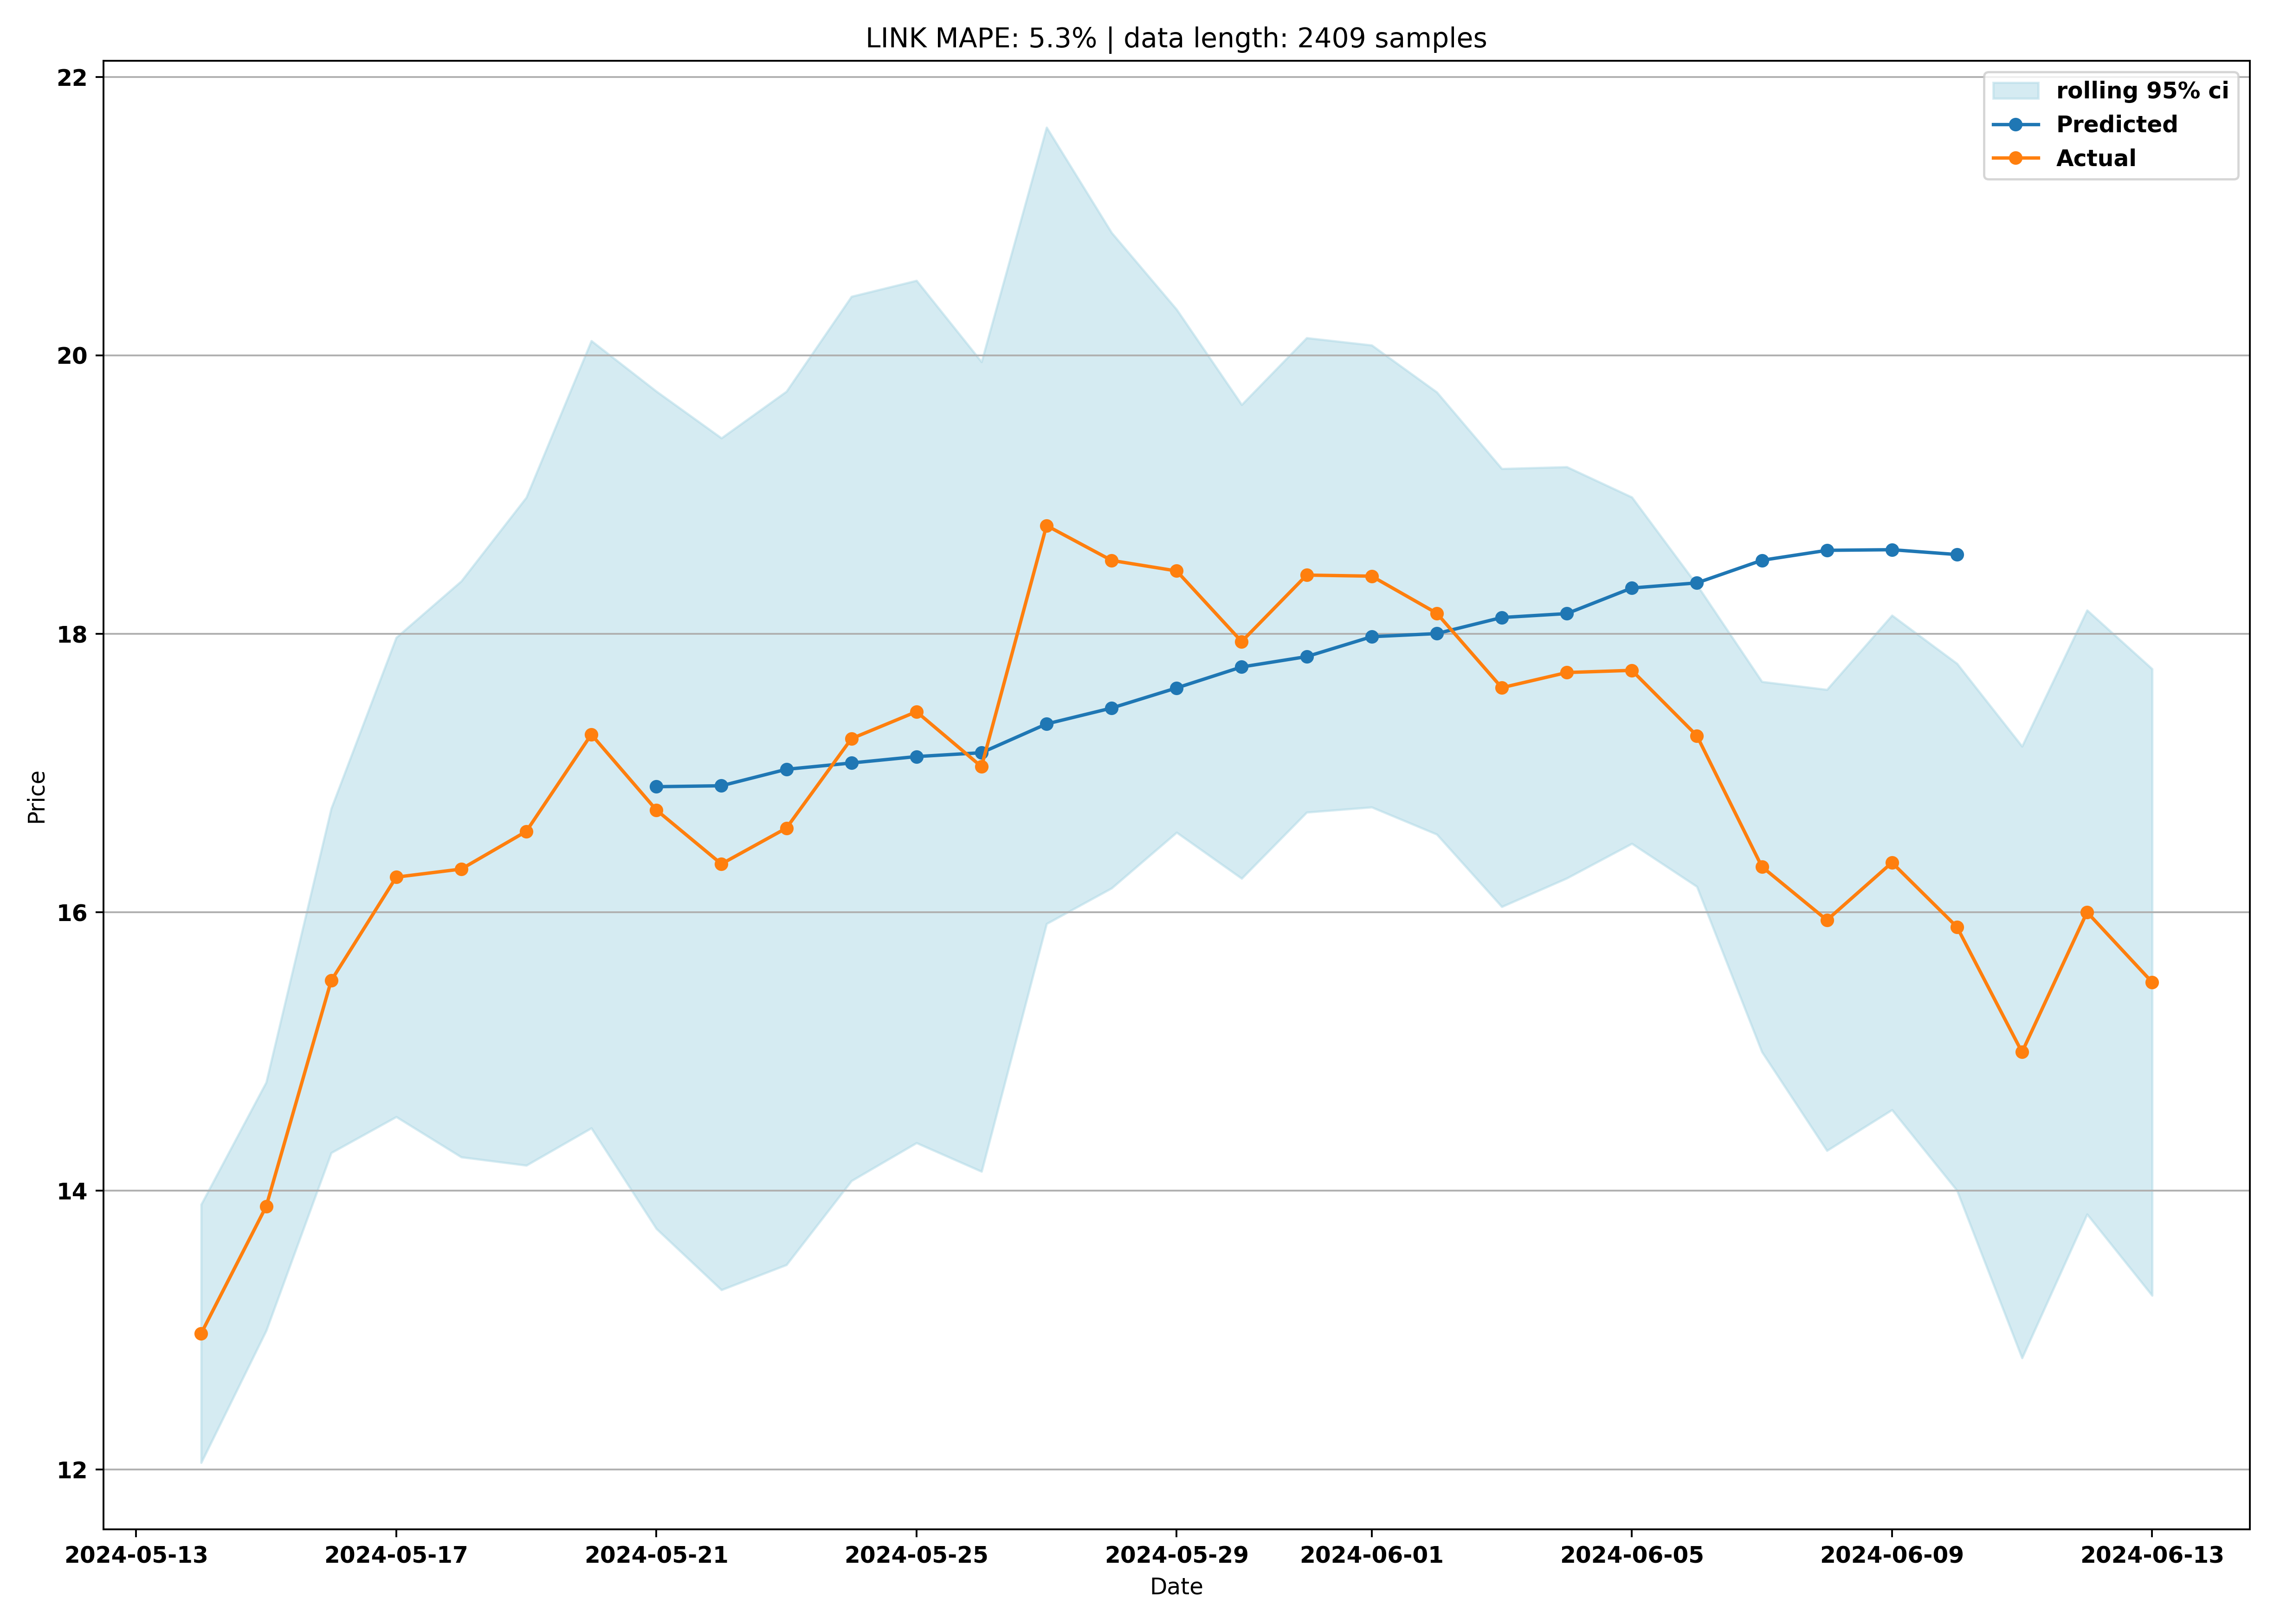 LINK MAPE: 5.3% | data length: 2409 samples
rolling 95% ci
Predicted
Actual
Price
22
20
18
16
14
12
2024-05-13 2024-05-17 2024-05-21 2024-05-25 2024-05-29 2024-06-01 2024-06-05 2024-06-09 2024-06-13
Date